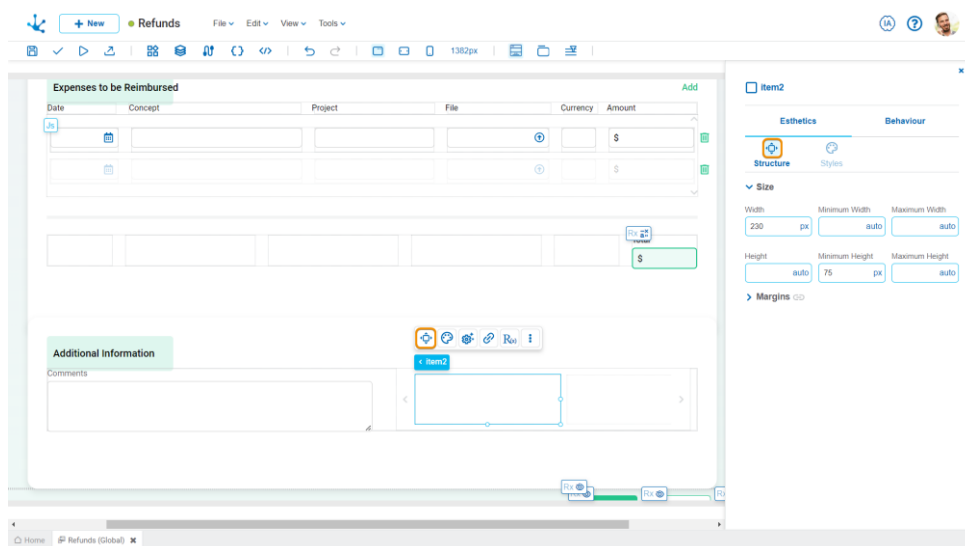 + New
Refunds
File
Edit
View
Tools
IA
?
1382px
Expenses to be Reimbursed
Add
Date
Concept
Project
File
Currency
Amount
Js
$
$
Rx
Total
$
Additional Information
R(x)
< item2
Comments
Rx
Rx
Rx
item2
Esthetics
Behaviour
Structure
Styles
Size
Width
Minimum Width
Maximum Width
230 px
auto
auto
Height
Minimum Height
Maximum Height
auto
75 px
auto
Margins
Home
Refunds (Global)